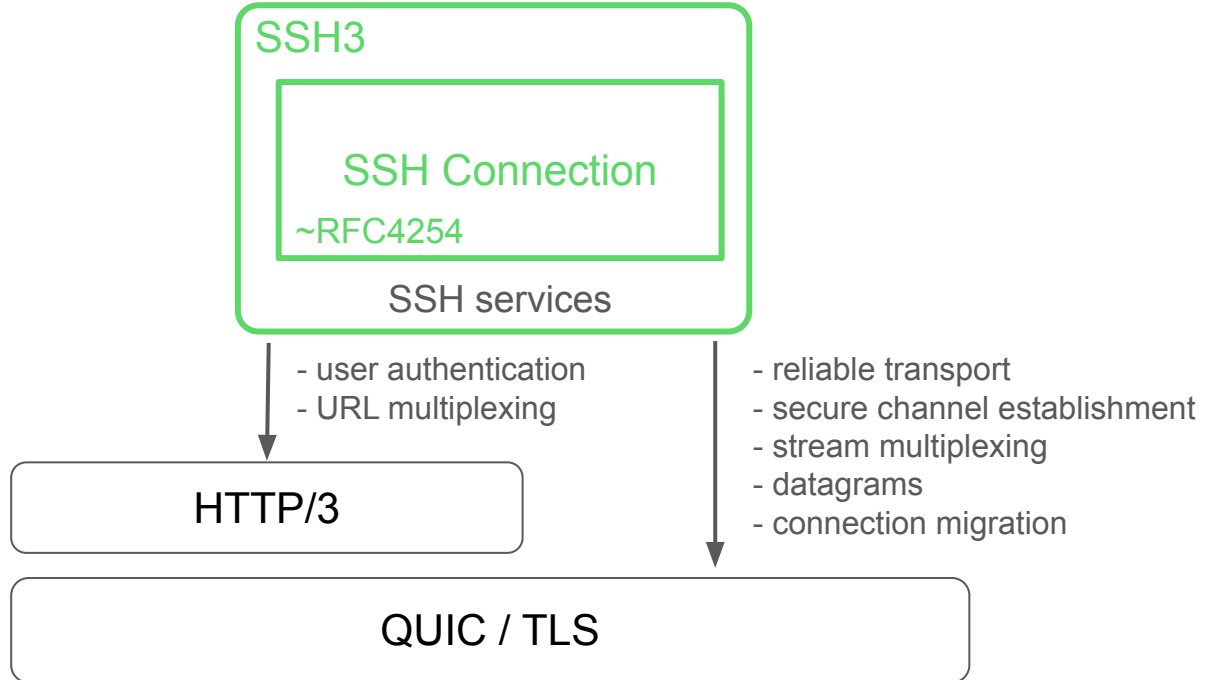 SSH3
SSH Connection
~RFC4254
SSH services
- user authentication
- URL multiplexing
- reliable transport
- secure channel establishment
- stream multiplexing
- datagrams
- connection migration
HTTP/3
QUIC / TLS